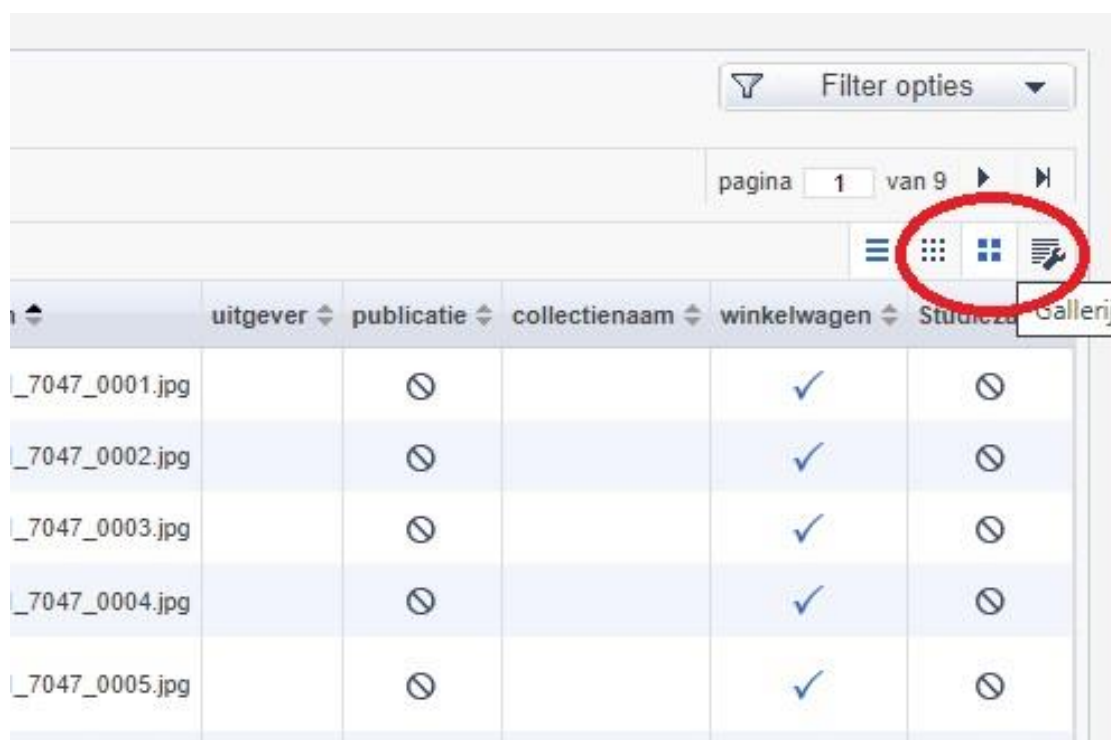 Filter opties
pagina 1 van 9
uitgever publicatie collectienaam winkelwagen
_7047_0001.jpg
_7047_0002.jpg
_7047_0003.jpg
_7047_0004.jpg
_7047_0005.jpg